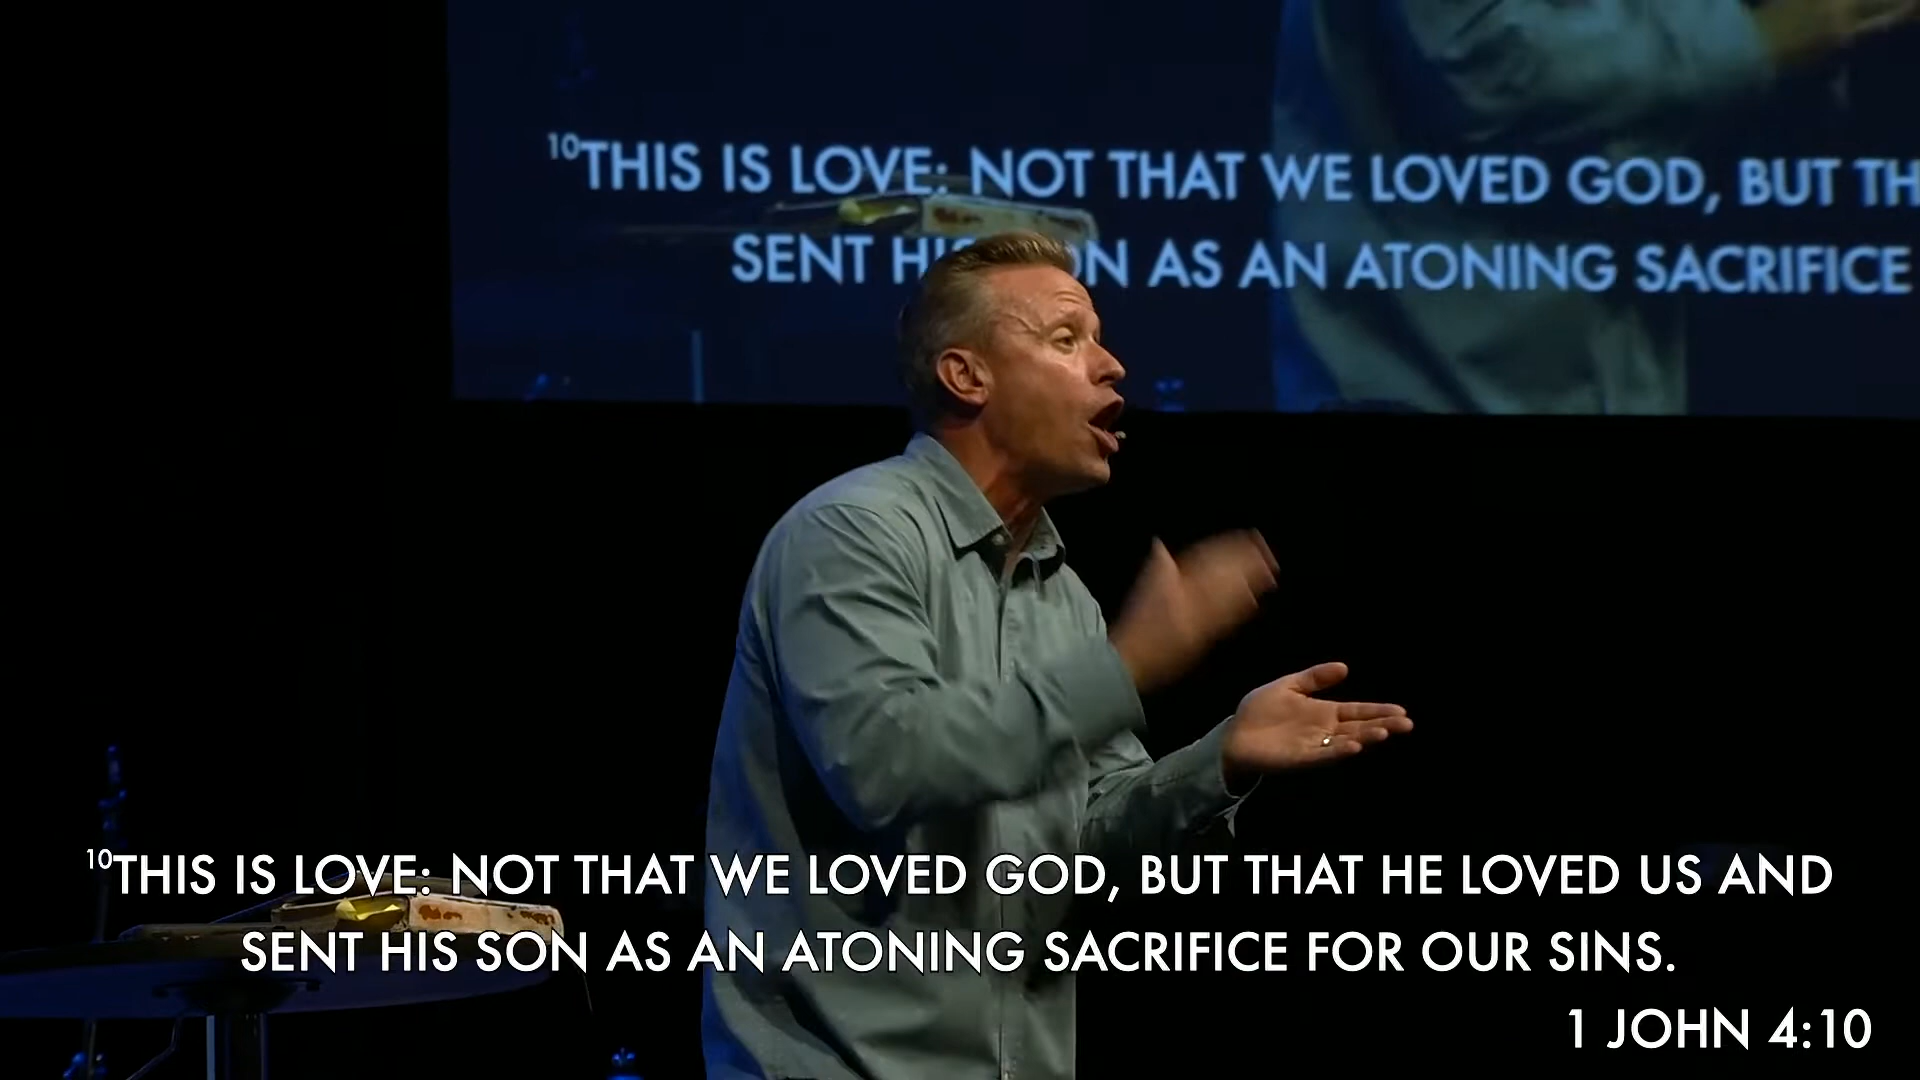 ¹⁰THIS IS LOVE: NOT THAT WE LOVED GOD, BUT TH
SENT HIS ON AS AN ATONING SACRIFICE
¹⁰THIS IS LOVE: NOT THAT WE LOVED GOD, BUT THAT HE LOVED US AND
SENT HIS SON AS AN ATONING SACRIFICE FOR OUR SINS.
1 JOHN 4:10